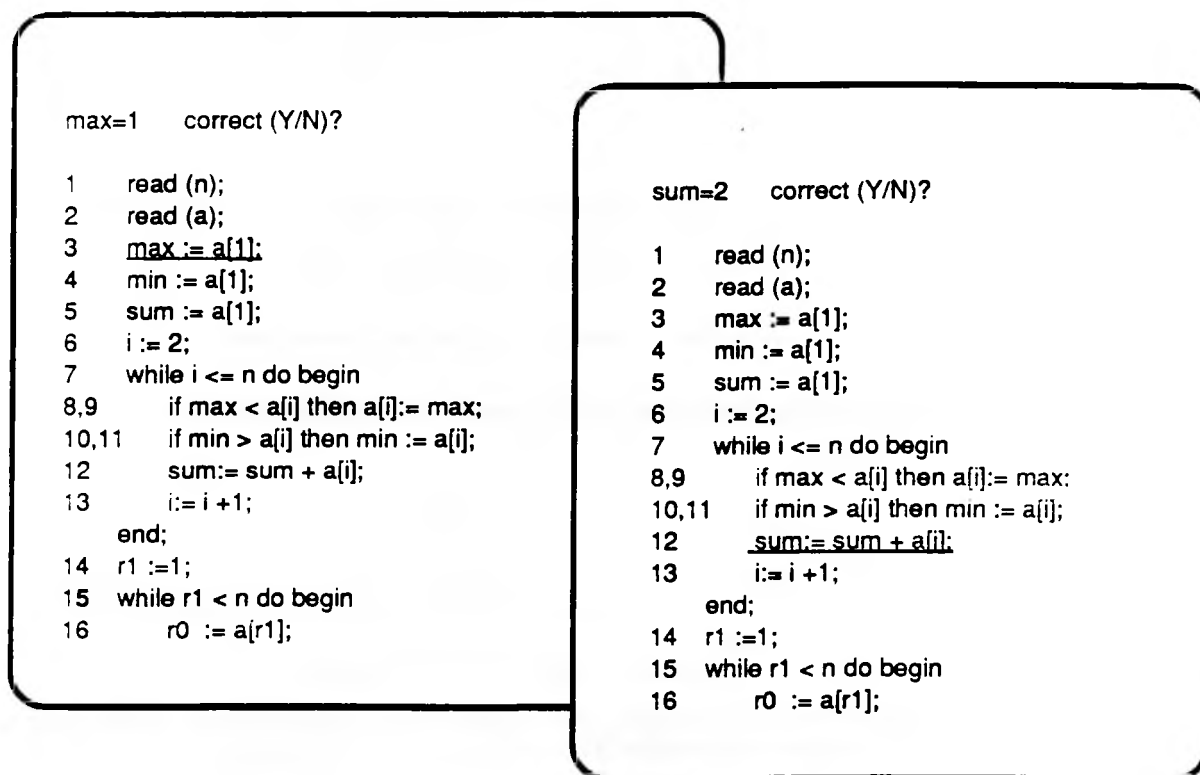 max=1 correct (Y/N)?
1 read (n);
2 read (a);
3 max := a[1];
4 min := a[1];
5 sum := a[1];
6 i := 2;
7 while i <= n do begin
8,9 if max < a[i] then a[i]:= max;
10,11 if min > a[i] then min := a[i];
12 sum:= sum + a[i];
13 i:= i +1;
end;
14 r1 :=1;
15 while r1 < n do begin
16 r0 := a[r1];
sum=2 correct (Y/N)?
1 read (n);
2 read (a);
3 max := a[1];
4 min := a[1];
5 sum := a[1];
6 i := 2;
7 while i <= n do begin
8,9 if max < a[i] then a[i]:= max:
10,11 if min > a[i] then min := a[i];
12 sum:= sum + a[i];
13 i:= i +1;
end;
14 r1 :=1;
15 while r1 < n do begin
16 r0 := a[r1];